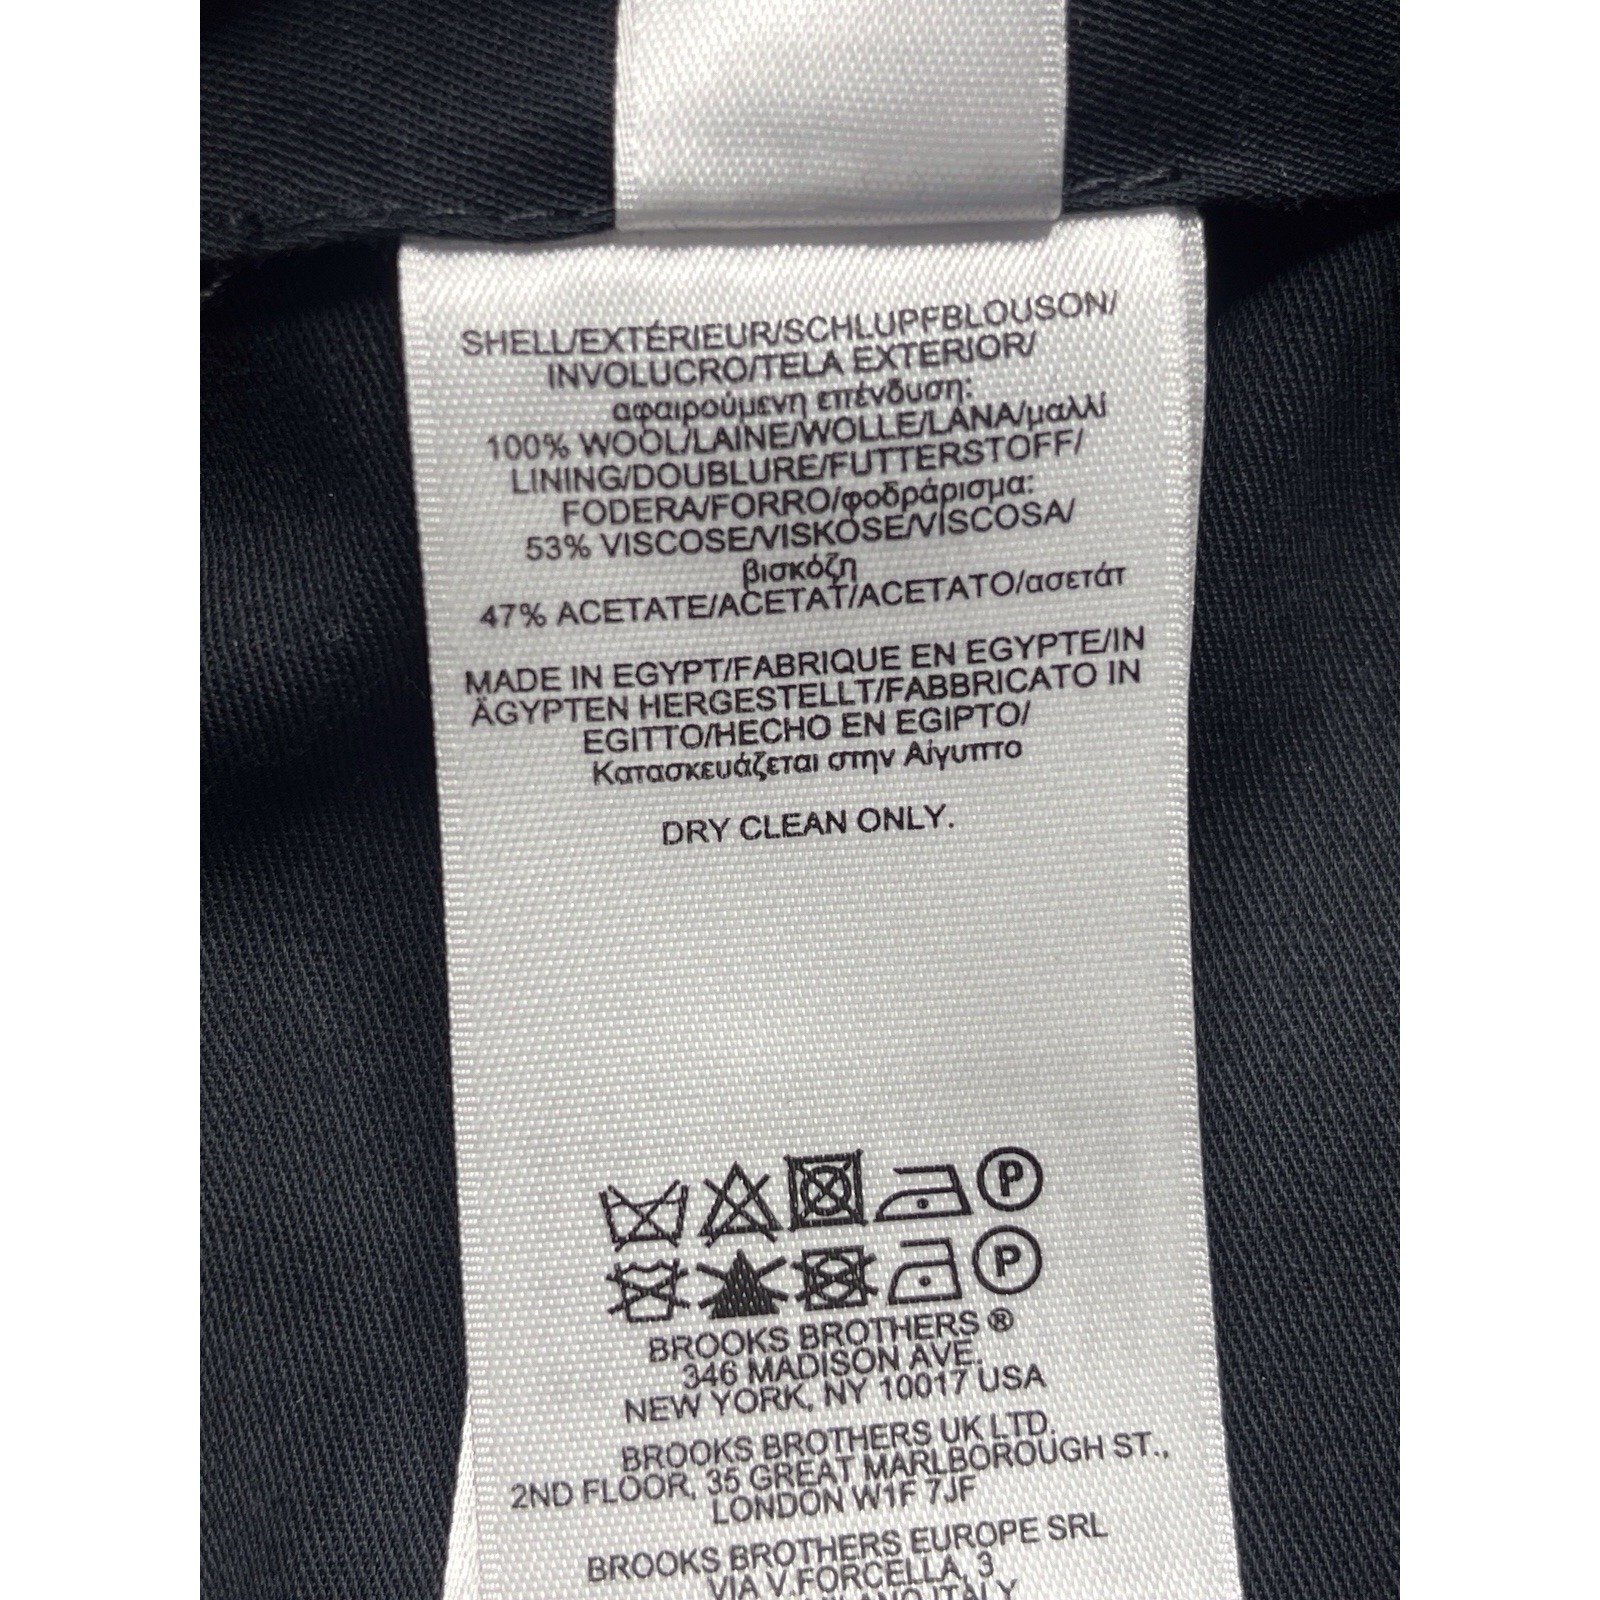 SHELL/EXTÉRIEUR/SCHLUPFBLOUSON/
INVOLUCRO/TELA EXTERIOR/
αφαιρούμενη επένδυση:
100% WOOL/LAINE/WOLLE/LANA/μαλλί
LINING/DOUBLURE/FUTTERSTOFF/
FODERA/FORRO/φοδράρισμα:
53% VISCOSE/VISKOSE/VISCOSA/
βισκόζη
47% ACETATE/ACETAT/ACETATO/ασετάτ
MADE IN EGYPT/FABRIQUE EN EGYPTE/IN
ÄGYPTEN HERGESTELLT/FABBRICATO IN
EGITTO/HECHO EN EGIPTO/
Κατασκευάζεται στην Αίγυπτο
DRY CLEAN ONLY.
P
P
BROOKS BROTHERS ®
346 MADISON AVE.
NEW YORK, NY 10017 USA
BROOKS BROTHERS UK LTD.
2ND FLOOR, 35 GREAT MARLBOROUGH ST.,
LONDON W1F 7JF
BROOKS BROTHERS EUROPE SRL
VIA V.FORCELLA, 3
MILANO ITALY